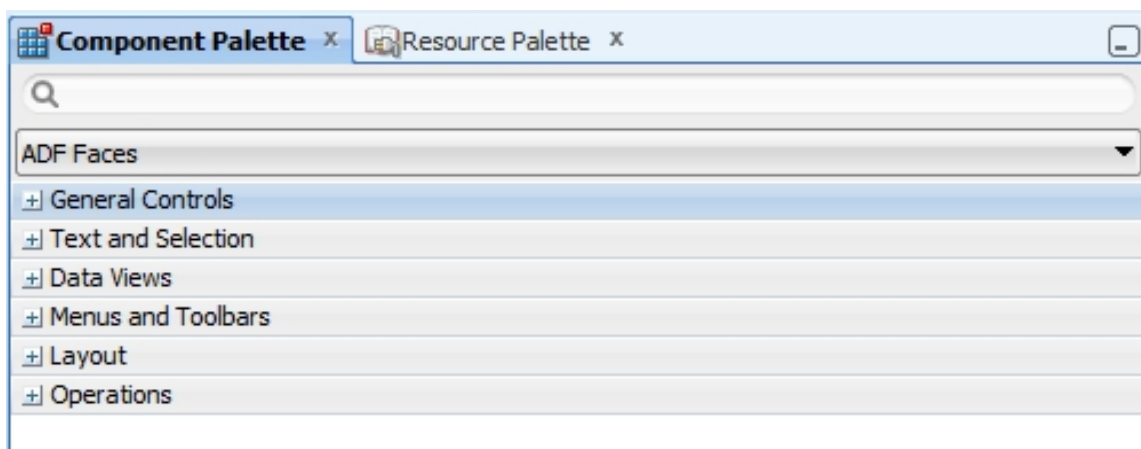 Component Palette x Resource Palette x
ADF Faces
General Controls
Text and Selection
Data Views
Menus and Toolbars
Layout
Operations